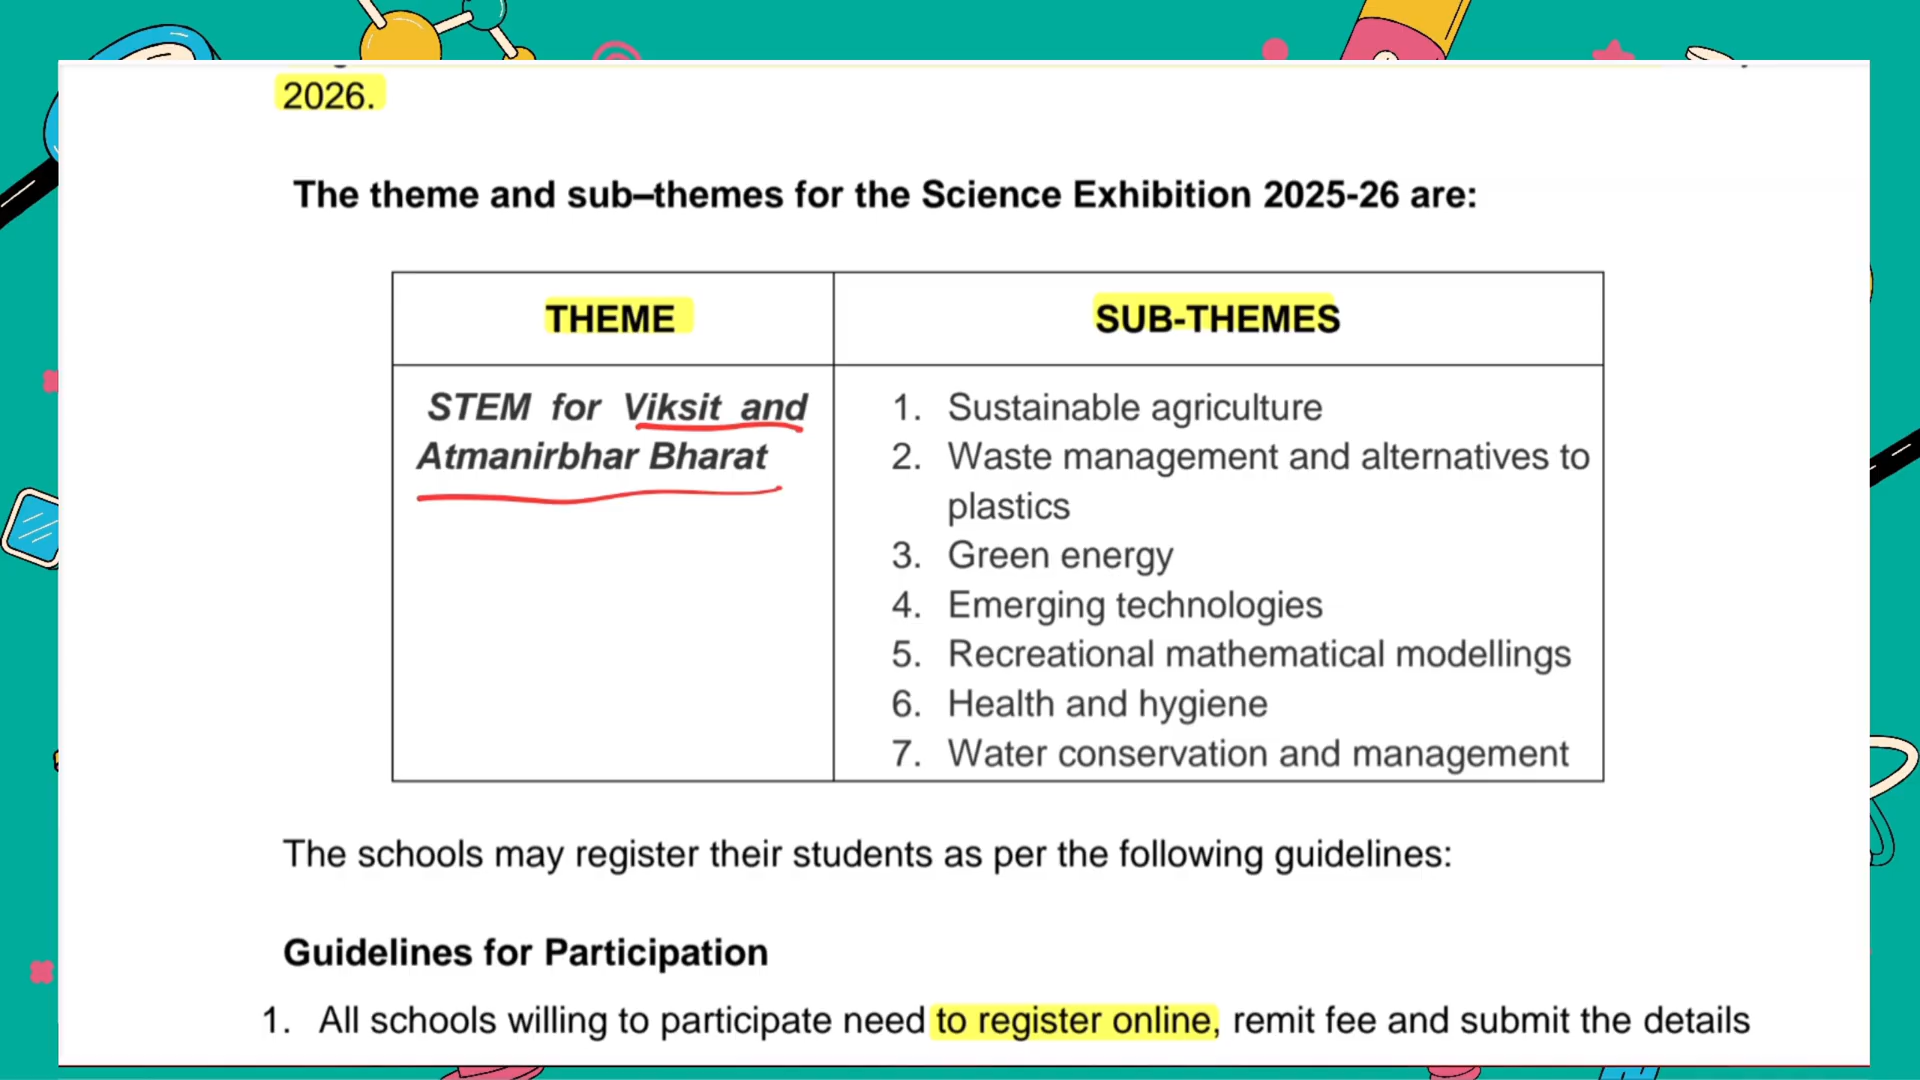 2026.
The theme and sub–themes for the Science Exhibition 2025-26 are:
THEME
SUB-THEMES
STEM for Viksit and
Atmanirbhar Bharat
1. Sustainable agriculture
2. Waste management and alternatives to
plastics
3. Green energy
4. Emerging technologies
5. Recreational mathematical modellings
6. Health and hygiene
7. Water conservation and management
The schools may register their students as per the following guidelines:
Guidelines for Participation
1. All schools willing to participate need to register online, remit fee and submit the details